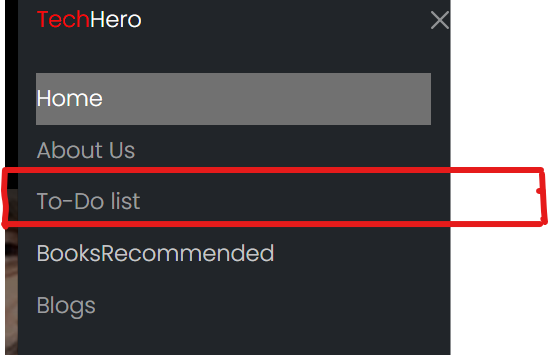 TechHero
Home
About Us
To-Do list
BooksRecommended
Blogs